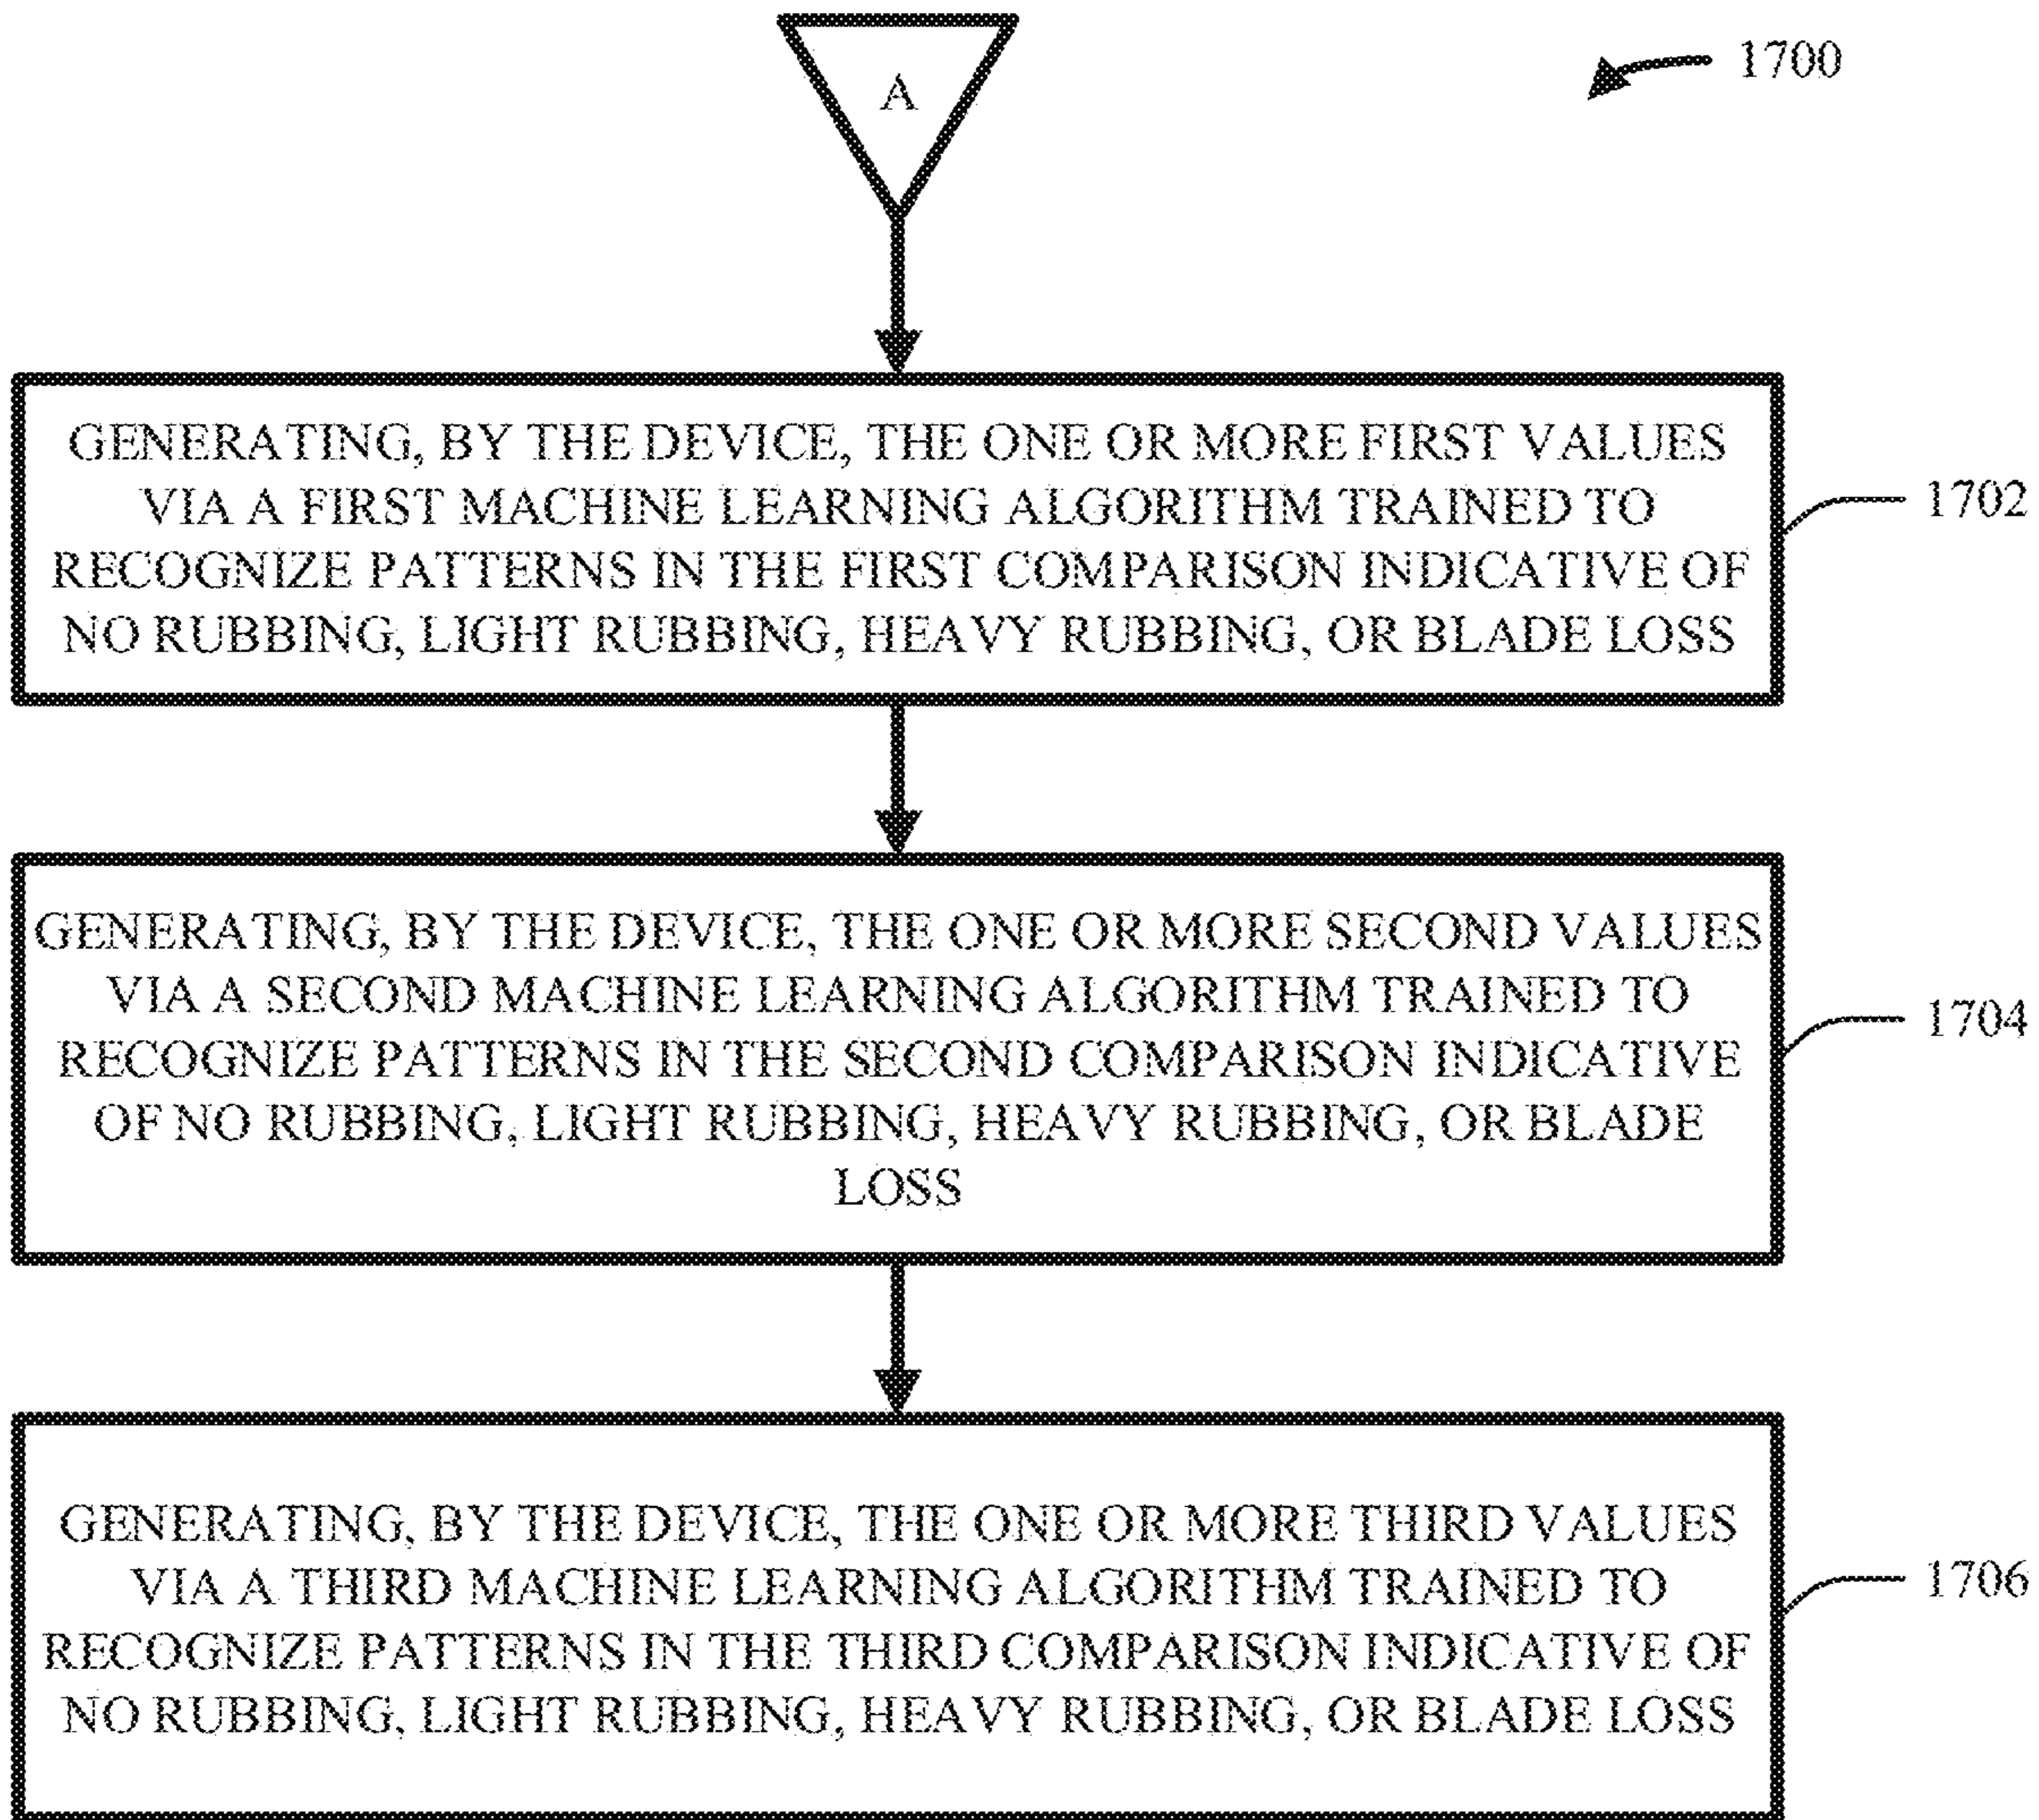 A
1700
GENERATING, BY THE DEVICE, THE ONE OR MORE FIRST VALUES
VIA A FIRST MACHINE LEARNING ALGORITHM TRAINED TO
RECOGNIZE PATTERNS IN THE FIRST COMPARISON INDICATIVE OF
NO RUBBING, LIGHT RUBBING, HEAVY RUBBING, OR BLADE LOSS
1702
GENERATING, BY THE DEVICE, THE ONE OR MORE SECOND VALUES
VIA A SECOND MACHINE LEARNING ALGORITHM TRAINED TO
RECOGNIZE PATTERNS IN THE SECOND COMPARISON INDICATIVE
OF NO RUBBING, LIGHT RUBBING, HEAVY RUBBING, OR BLADE
LOSS
1704
GENERATING, BY THE DEVICE, THE ONE OR MORE THIRD VALUES
VIA A THIRD MACHINE LEARNING ALGORITHM TRAINED TO
RECOGNIZE PATTERNS IN THE THIRD COMPARISON INDICATIVE OF
NO RUBBING, LIGHT RUBBING, HEAVY RUBBING, OR BLADE LOSS
1706